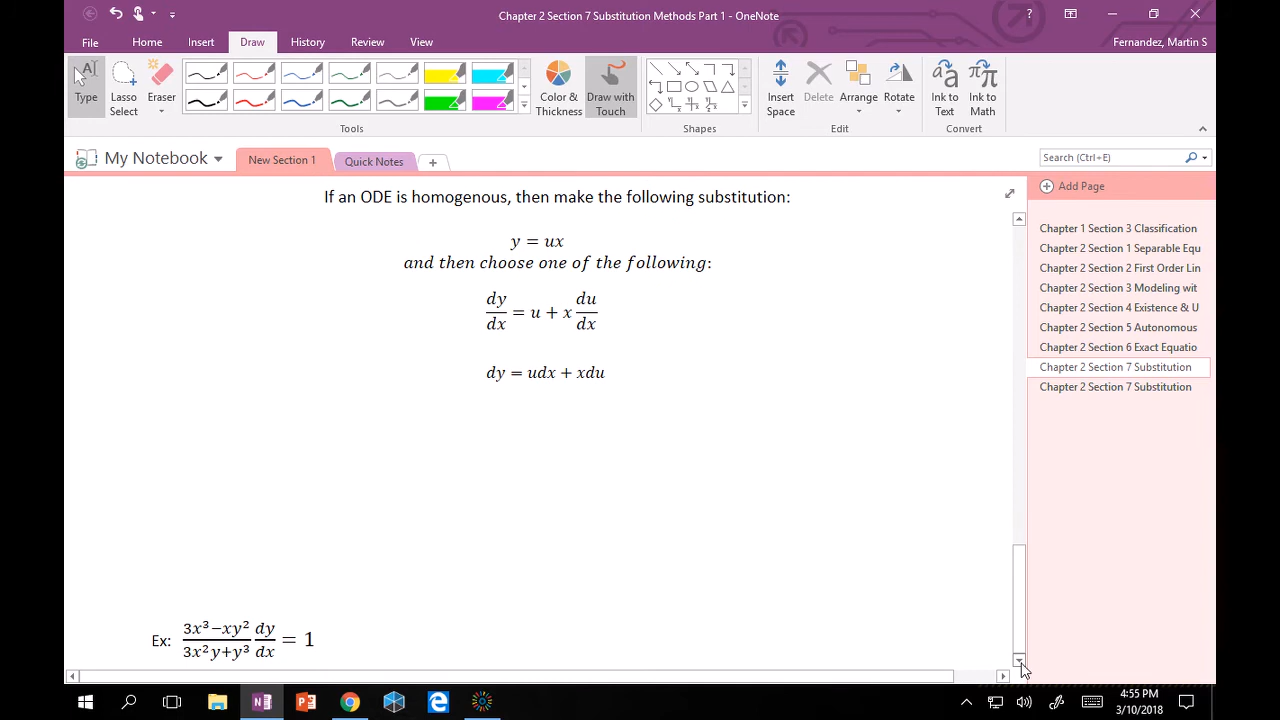 Chapter 2 Section 7 Substitution Methods Part 1 - OneNote
?
File Home Insert Draw History Review View
Fernandez, Martin S
Type
Lasso Select
Eraser
Color & Thickness
Draw with Touch
Insert Space
Delete
Arrange
Rotate
Ink to Text
Ink to Math
Tools
Shapes
Edit
Convert
My Notebook
New Section 1
Quick Notes
Search (Ctrl+E)
Add Page
Chapter 1 Section 3 Classification
Chapter 2 Section 1 Separable Equ
Chapter 2 Section 2 First Order Lin
Chapter 2 Section 3 Modeling wit
Chapter 2 Section 4 Existence & U
Chapter 2 Section 5 Autonomous
Chapter 2 Section 6 Exact Equatio
Chapter 2 Section 7 Substitution
Chapter 2 Section 7 Substitution
If an ODE is homogenous, then make the following substitution:
y = ux
and then choose one of the following:
dy/dx = u + x du/dx
dy = udx + xdu
Ex: (3x³−xy²)/(3x²y+y³) dy/dx = 1
4:55 PM
3/10/2018